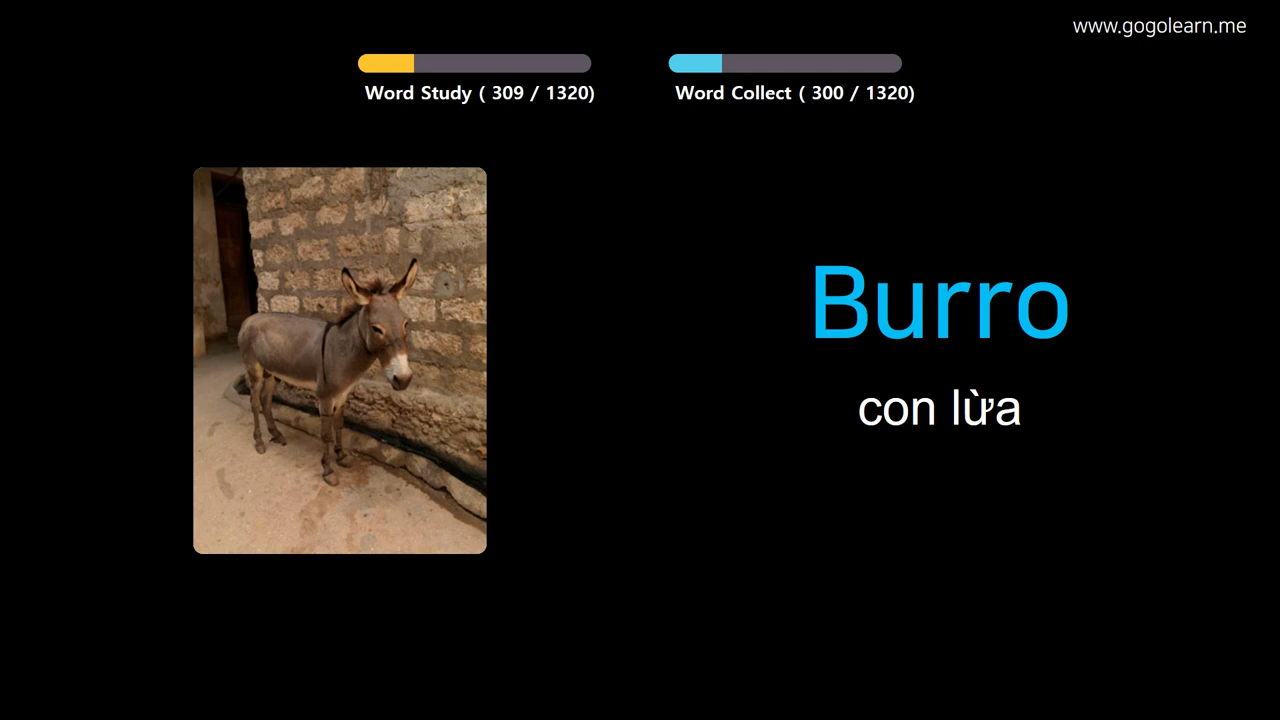 www.gogolearn.me
Word Study ( 309 / 1320)
Word Collect ( 300 / 1320)
Burro
con lừa